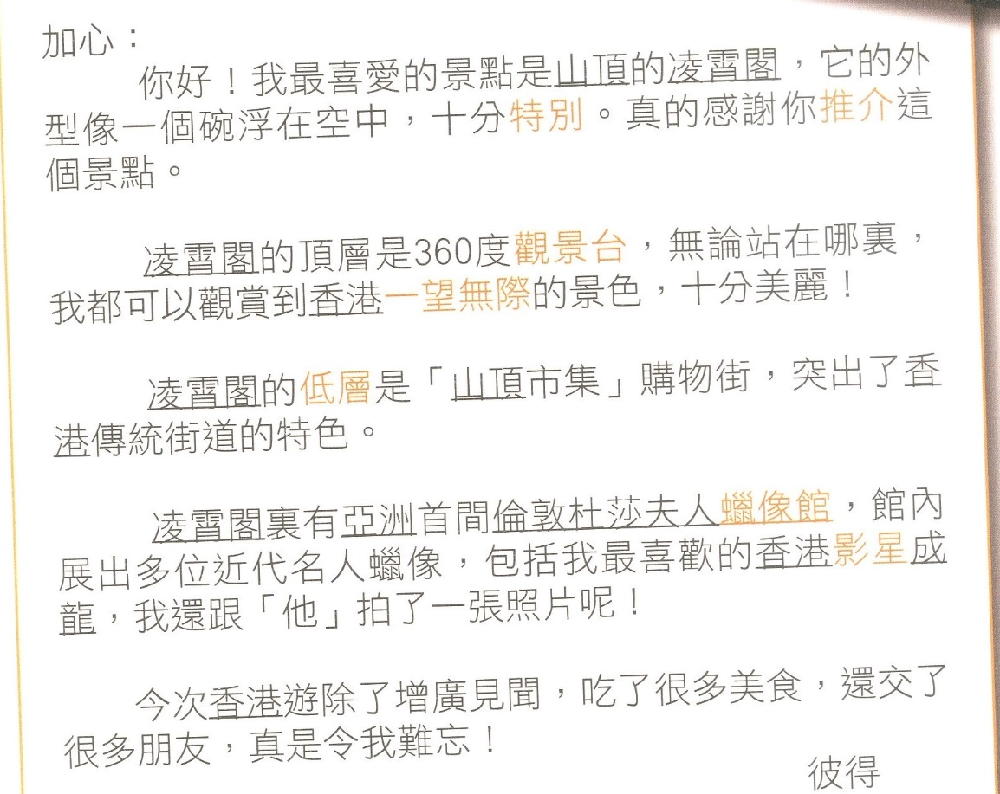 加心：
你好！我最喜愛的景點是山頂的凌霄閣，它的外
型像一個碗浮在空中，十分特別。真的感謝你推介這
個景點。
凌霄閣的頂層是360度觀景台，無論站在哪裏，
我都可以觀賞到香港一望無際的景色，十分美麗！
凌霄閣的低層是「山頂市集」購物街，突出了香
港傳統街道的特色。
凌霄閣裏有亞洲首間倫敦杜莎夫人蠟像館，館內
展出多位近代名人蠟像，包括我最喜歡的香港影星成
龍，我還跟「他」拍了一張照片呢！
今次香港遊除了增廣見聞，吃了很多美食，還交了
很多朋友，真是令我難忘！
彼得